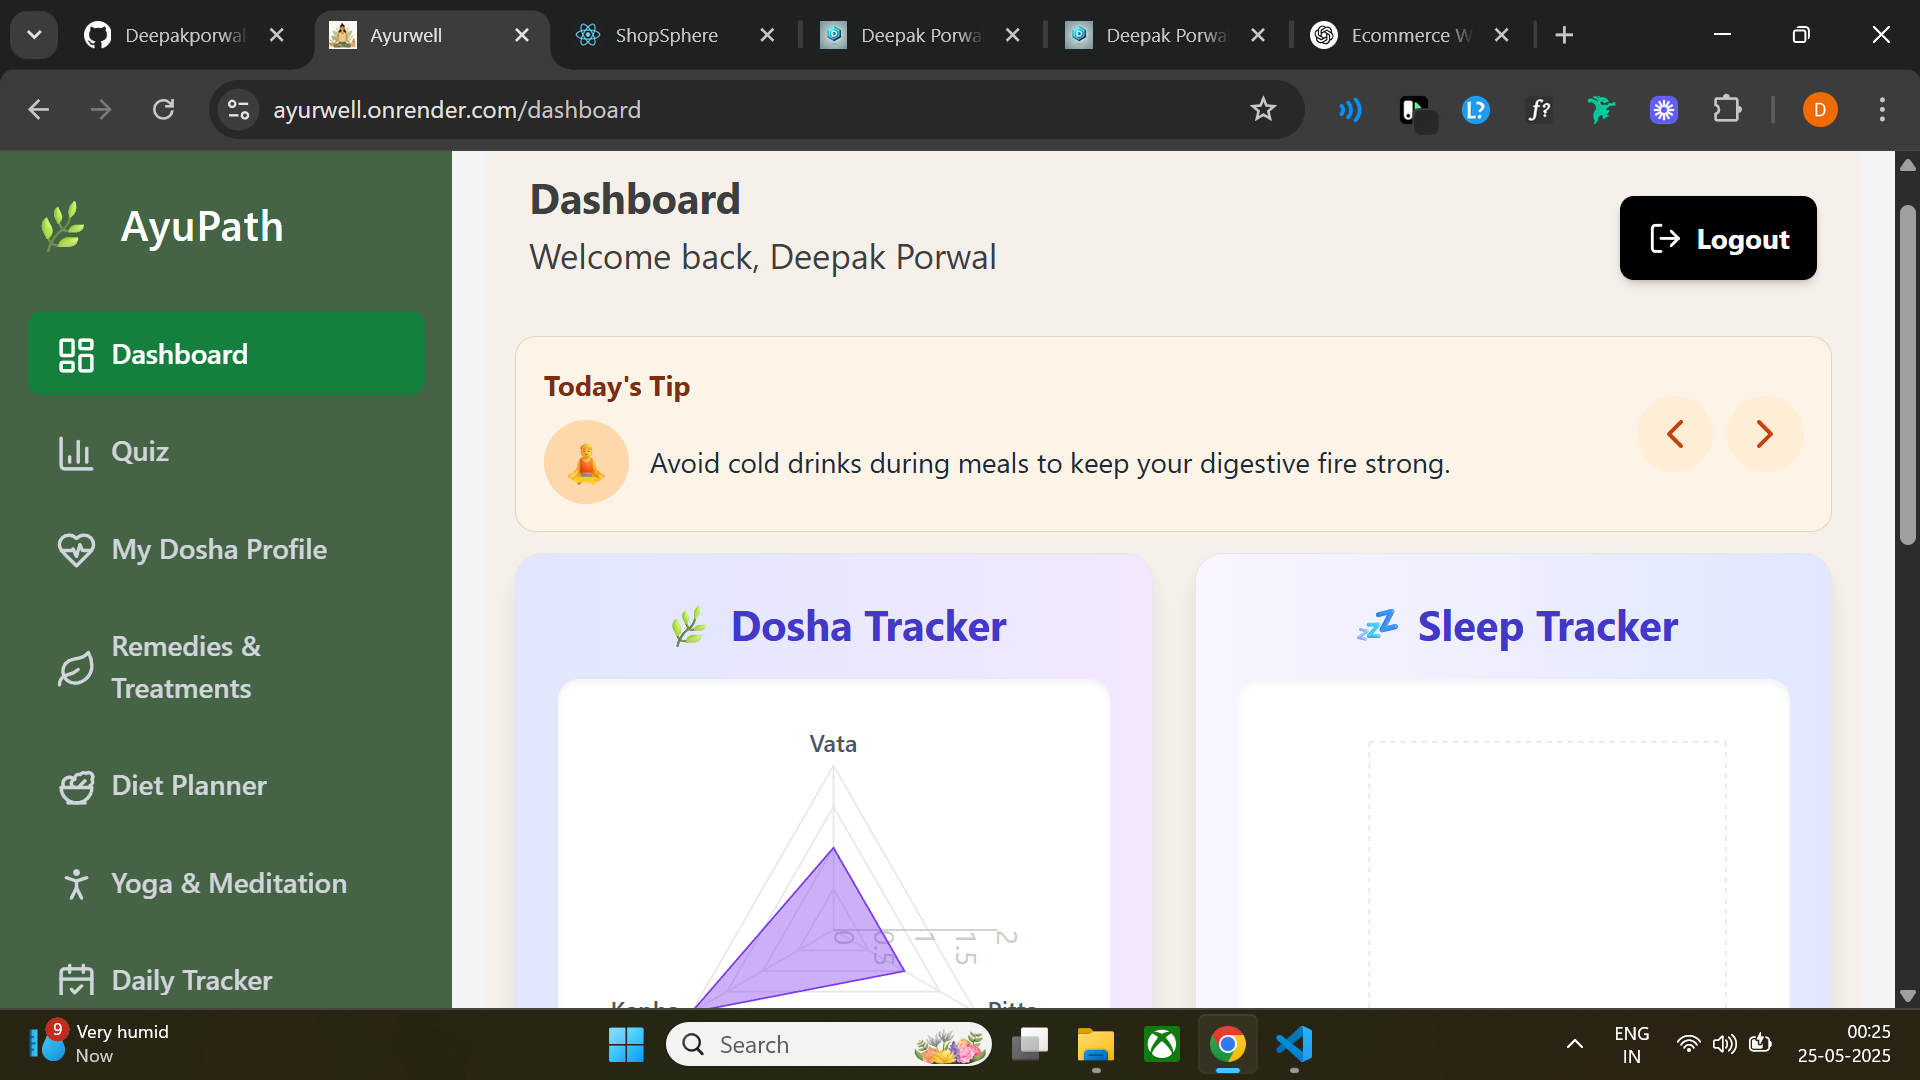 Deepakporwal
Ayurwell
ShopSphere
Deepak Porwa
Deepak Porwa
Ecommerce W
ayurwell.onrender.com/dashboard
L?
f?
D
AyuPath
Dashboard
Quiz
My Dosha Profile
Remedies &
Treatments
Diet Planner
Yoga & Meditation
Daily Tracker
Dashboard
Welcome back, Deepak Porwal
Logout
Today's Tip
Avoid cold drinks during meals to keep your digestive fire strong.
Dosha Tracker
Vata
0
0.5
1
1.5
2
Kapha
Pitta
Sleep Tracker
9
Very humid
Now
Search
ENG
IN
00:25
25-05-2025